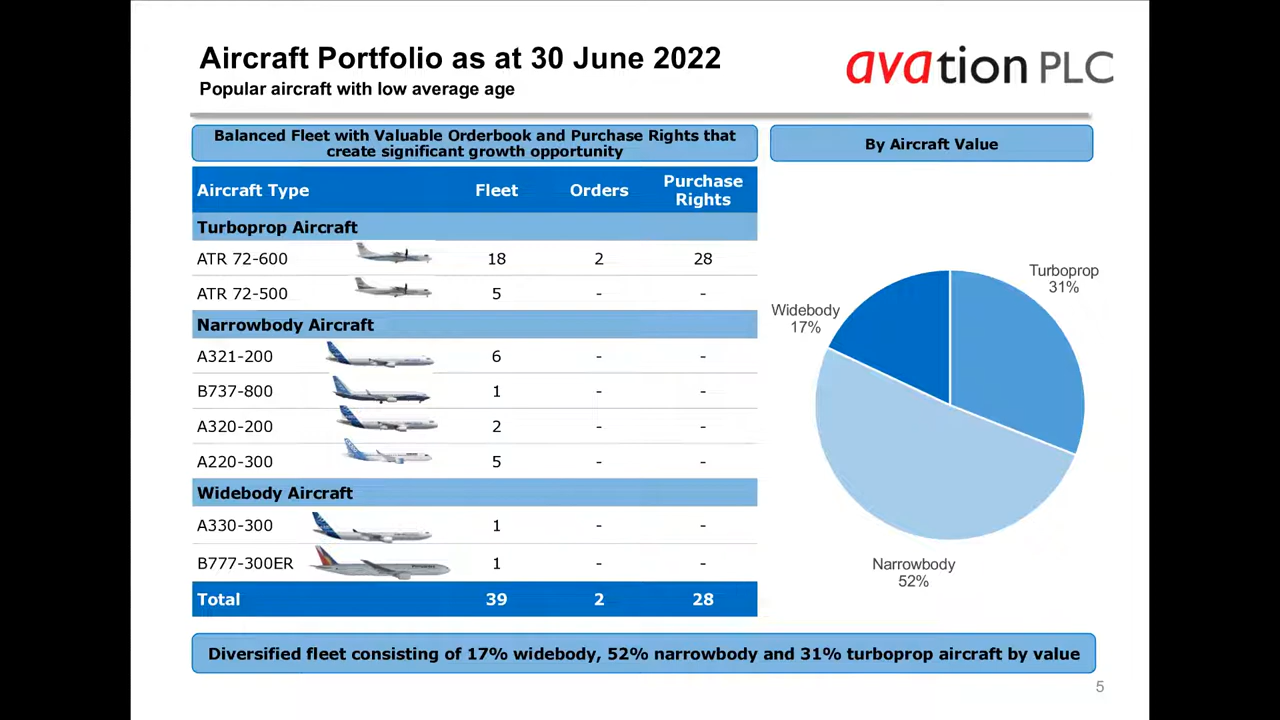 Aircraft Portfolio as at 30 June 2022
Popular aircraft with low average age
avation PLC
Balanced Fleet with Valuable Orderbook and Purchase Rights that
create significant growth opportunity
Aircraft Type Fleet Orders Purchase Rights
Turboprop Aircraft
ATR 72-600 18 2 28
ATR 72-500 5 - -
Narrowbody Aircraft
A321-200 6 - -
B737-800 1 - -
A320-200 2 - -
A220-300 5 - -
Widebody Aircraft
A330-300 1 - -
B777-300ER 1 - -
Total 39 2 28
By Aircraft Value
Turboprop
31%
Widebody
17%
Narrowbody
52%
Diversified fleet consisting of 17% widebody, 52% narrowbody and 31% turboprop aircraft by value
5